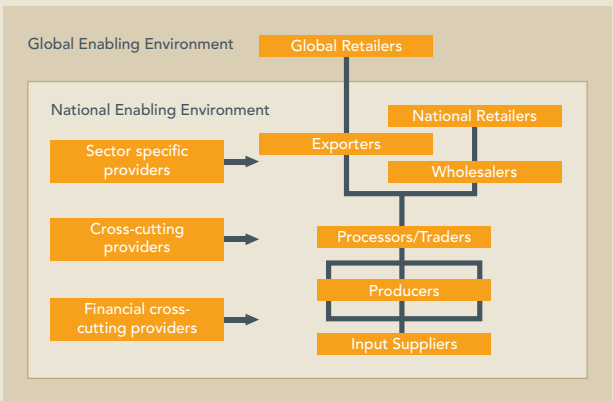 Global Enabling Environment
Global Retailers
National Enabling Environment
National Retailers
Exporters
Sector specific
providers
Wholesalers
Cross-cutting
providers
Processors/Traders
Producers
Financial cross-
cutting providers
Input Suppliers